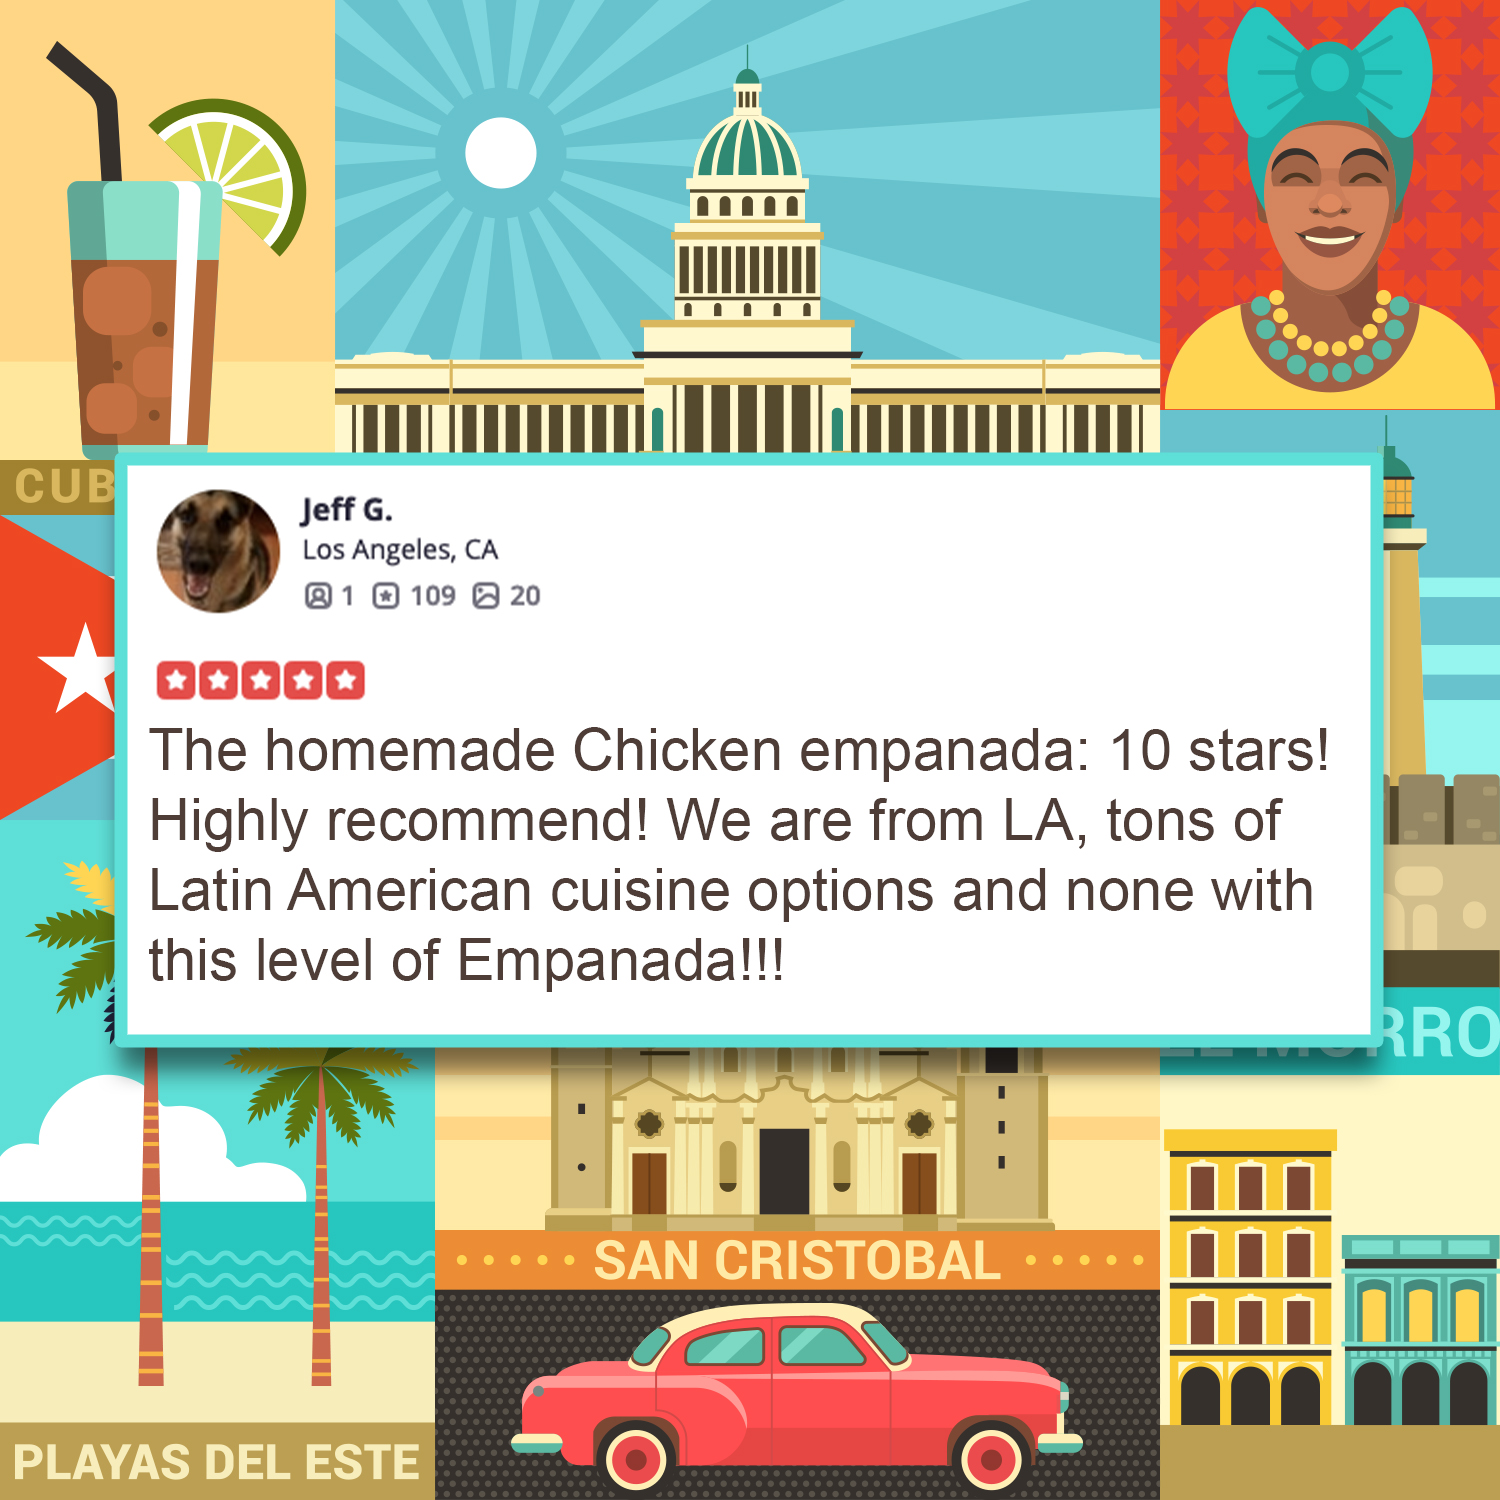 CUB
Jeff G.
Los Angeles, CA
1 109 20
The homemade Chicken empanada: 10 stars!
Highly recommend! We are from LA, tons of
Latin American cuisine options and none with
this level of Empanada!!!
RRO
SAN CRISTOBAL
PLAYAS DEL ESTE